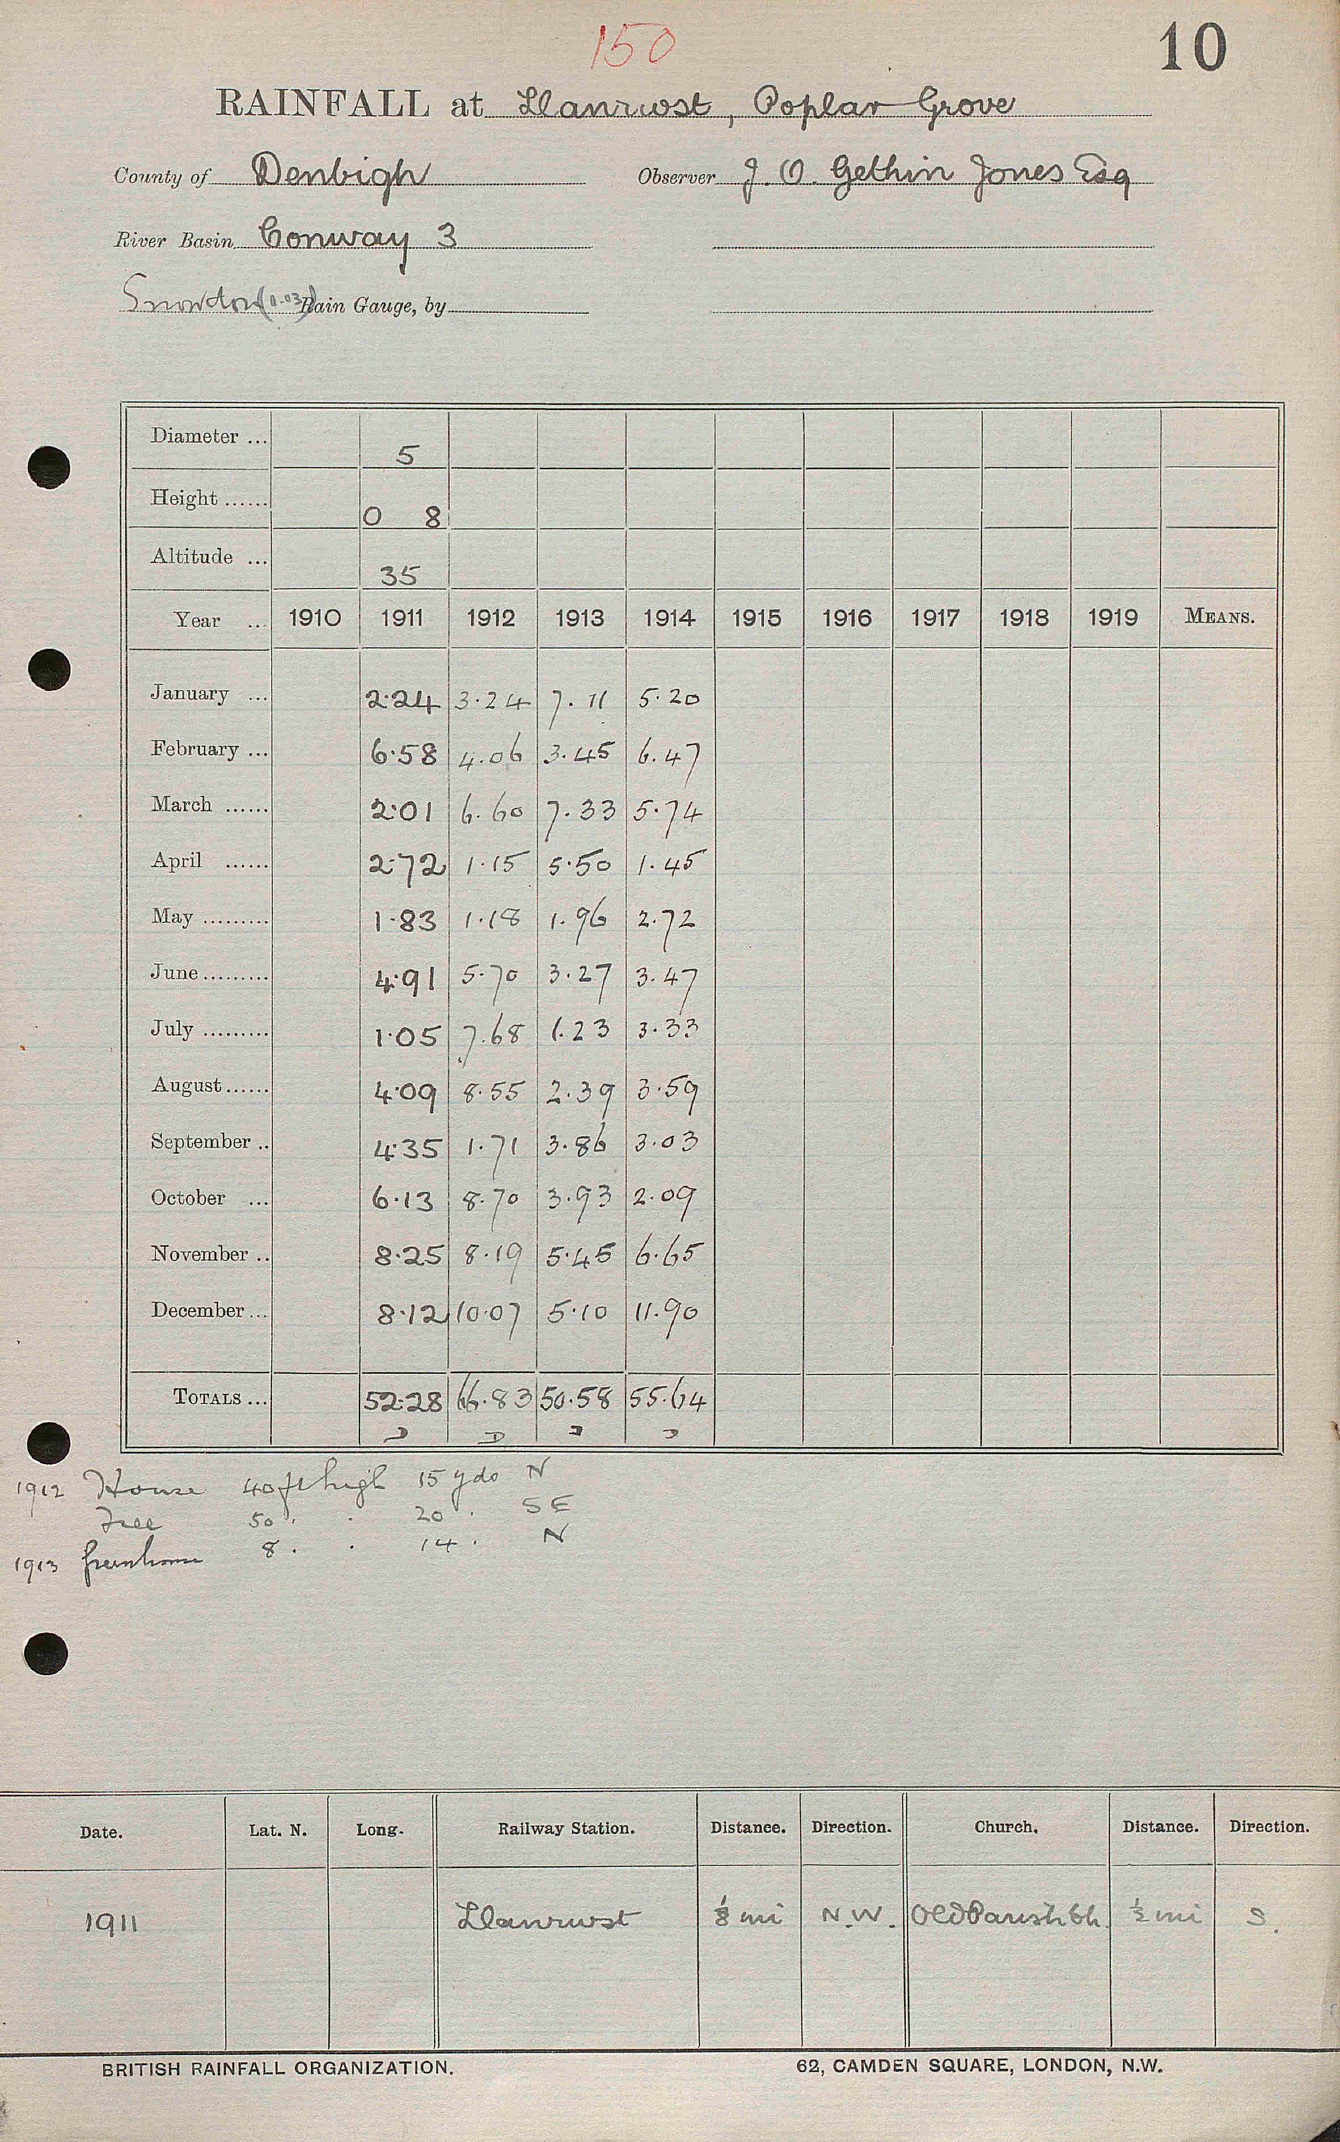 150
10
RAINFALL at Llanrwst, Poplar Grove
County of Denbigh Observer J. O. Gethin Jones Esq
River Basin Conway 3
Snowdon (1.03) Rain Gauge, by
Diameter ... 5
Height ...... 0 8
Altitude ... 35
Year ... 1910 1911 1912 1913 1914 1915 1916 1917 1918 1919 MEANS.
January ... 2.24 3.24 7.11 5.20
February ... 6.58 4.06 3.45 6.47
March ...... 2.01 6.60 7.33 5.74
April ...... 2.72 1.15 5.50 1.45
May ......... 1.83 1.18 1.96 2.72
June ......... 4.91 5.70 3.27 3.47
July ......... 1.05 7.68 1.23 3.33
August ...... 4.09 8.55 2.39 3.59
September .. 4.35 1.71 3.86 3.03
October ... 6.13 8.70 3.93 2.09
November .. 8.25 8.19 5.45 6.65
December ... 8.12 10.07 5.10 11.90
TOTALS ... 52.28 66.83 50.58 55.64
1912 House 40 ft high 15 yds N
Tree 50 " . 20 . SE
1913 Greenhouse 8 . . 14 . N
Date. Lat. N. Long. Railway Station. Distance. Direction. Church. Distance. Direction.
1911 Llanrwst ⅛ mi N.W. Old Parish Ch. ½ mi S.
BRITISH RAINFALL ORGANIZATION. 62, CAMDEN SQUARE, LONDON, N.W.